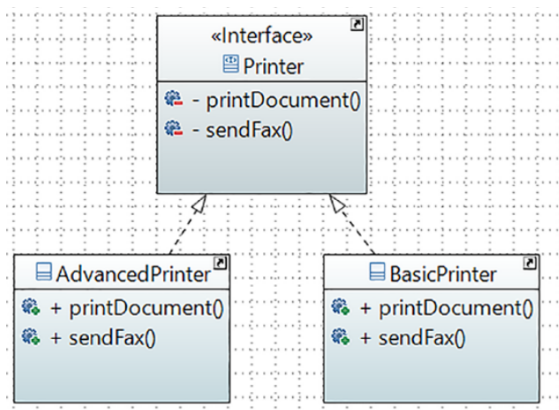 «Interface»
Printer
- printDocument()
- sendFax()
AdvancedPrinter
+ printDocument()
+ sendFax()
BasicPrinter
+ printDocument()
+ sendFax()